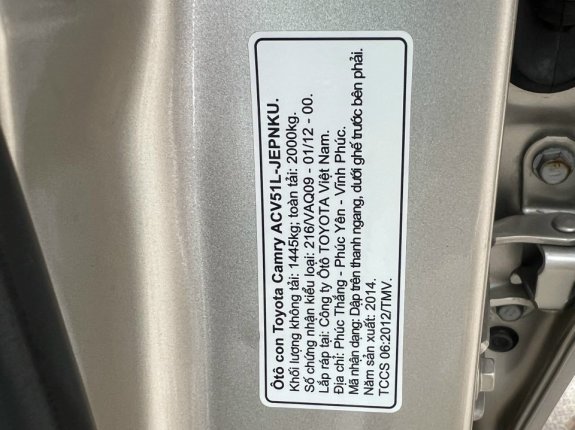 Ôtô con Toyota Camry ACV51L-JEPNKU.
Khối lượng không tải: 1445kg; toàn tải: 2000kg.
Số chứng nhận kiểu loại: 216/VAQ09 - 01/12 - 00.
Lắp ráp tại: Công ty Ôtô TOYOTA Việt Nam.
Địa chỉ: Phúc Thắng - Phúc Yên - Vĩnh Phúc.
Mã nhận dạng: Dập trên thanh ngang, dưới ghế trước bên phải.
Năm sản xuất: 2014.
TCCS 06:2012/TMV.